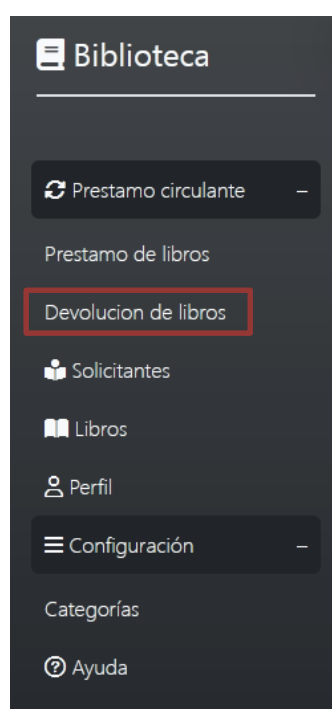 Biblioteca
Prestamo circulante
Prestamo de libros
Devolucion de libros
Solicitantes
Libros
Perfil
Configuración
Categorías
Ayuda